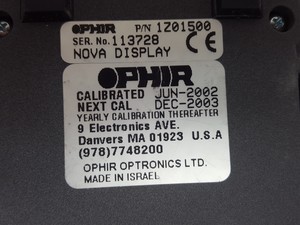 OPHIR P/N 1Z01500
SER. No. 113728 CE
NOVA DISPLAY
OPHIR
CALIBRATED JUN-2002
NEXT CAL. DEC-2003
YEARLY CALIBRATION THEREAFTER
9 Electronics AVE.
Danvers MA 01923 U.S.A
(978)7748200
OPHIR OPTRONICS LTD.
MADE IN ISRAEL